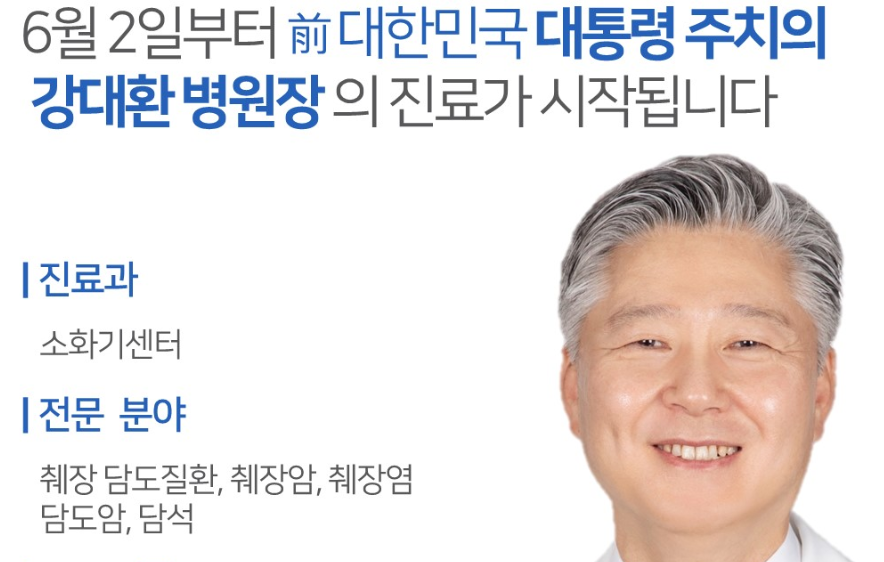 6월 2일부터 前 대한민국 대통령 주치의
강대환 병원장 의 진료가 시작됩니다
진료과
소화기센터
전문 분야
췌장 담도질환, 췌장암, 췌장염
담도암, 담석